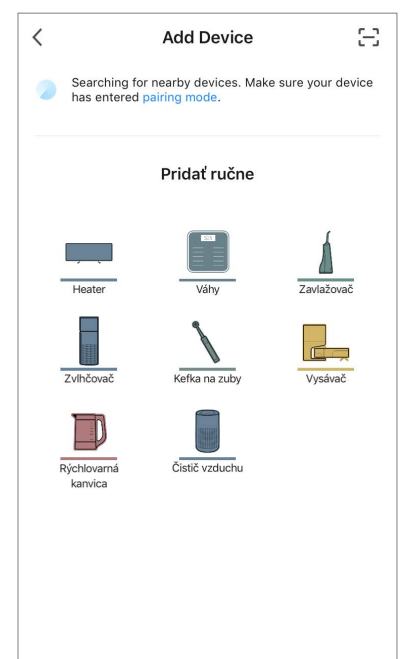 Add Device
Searching for nearby devices. Make sure your device
has entered pairing mode.
Pridať ručne
Heater
Váhy
Zavlažovač
Zvlhčovač
Kefka na zuby
Vysávač
Rýchlovarná
kanvica
Čistič vzduchu